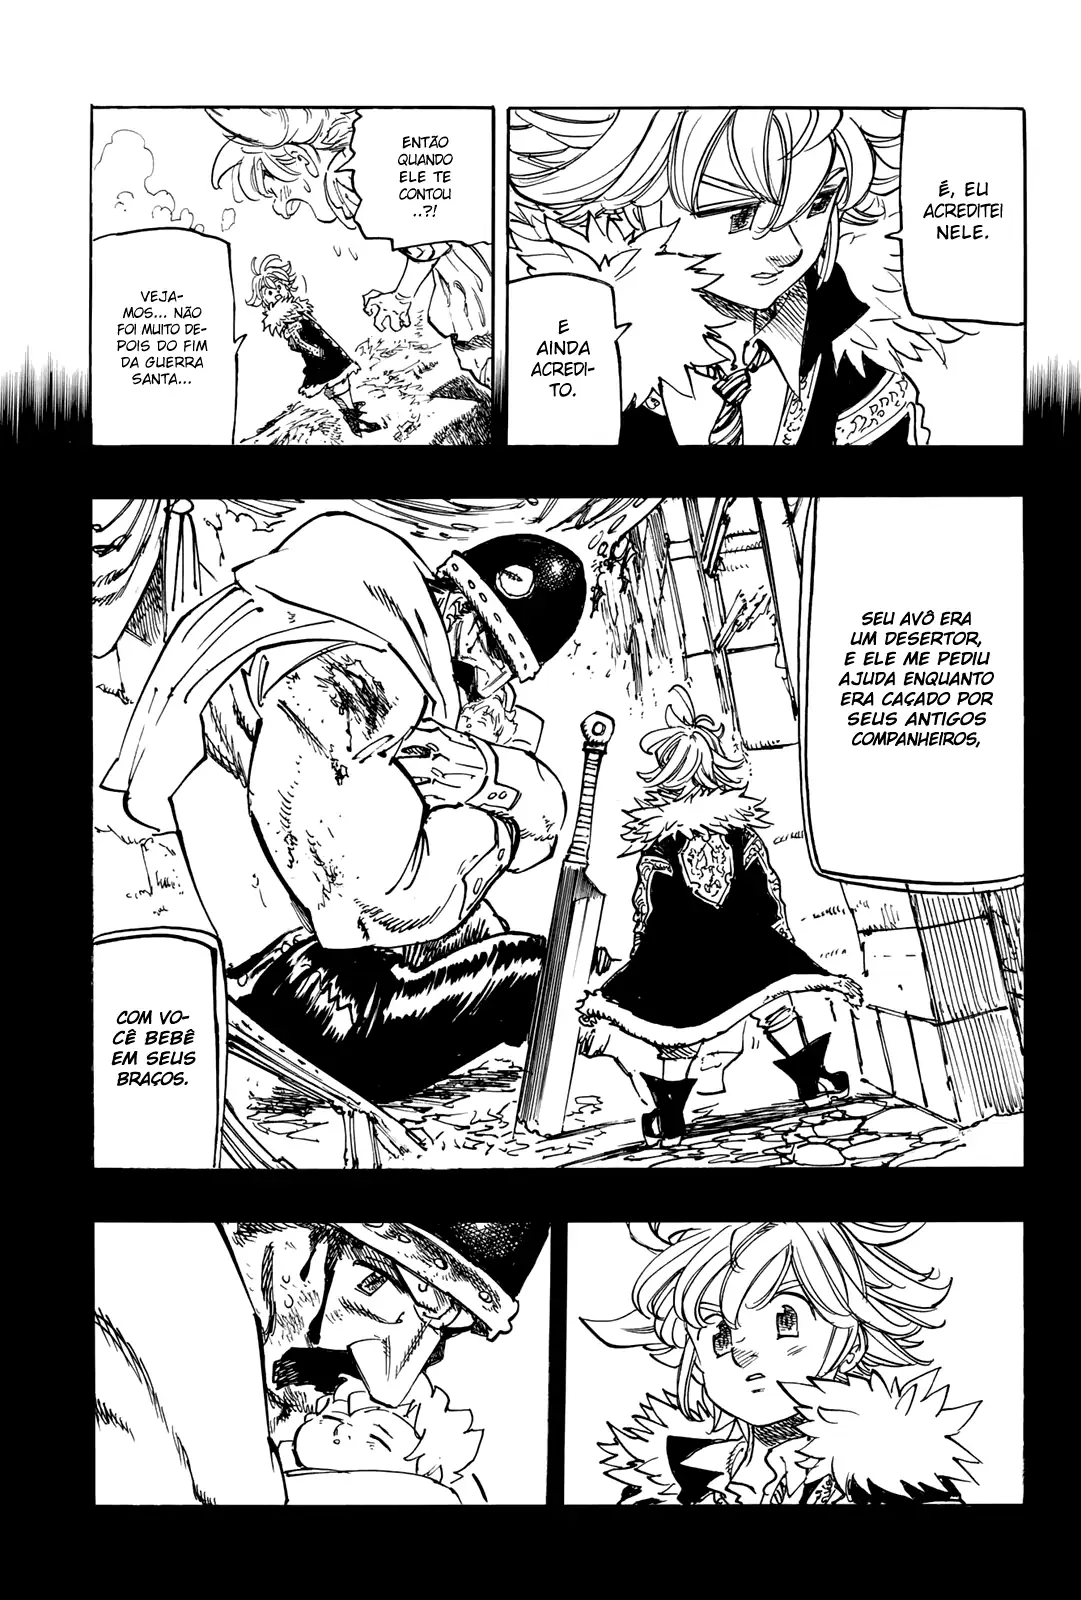 É, EU
ACREDITEI
NELE.
E
AINDA
ACREDI-
TO.
ENTÃO
QUANDO
ELE TE
CONTOU
..?!
VEJA-
MOS... NÃO
FOI MUITO DE-
POIS DO FIM
DA GUERRA
SANTA...
SEU AVÔ ERA
UM DESERTOR,
E ELE ME PEDIU
AJUDA ENQUANTO
ERA CAÇADO POR
SEUS ANTIGOS
COMPANHEIROS,
COM VO-
CÊ BEBÊ
EM SEUS
BRAÇOS.